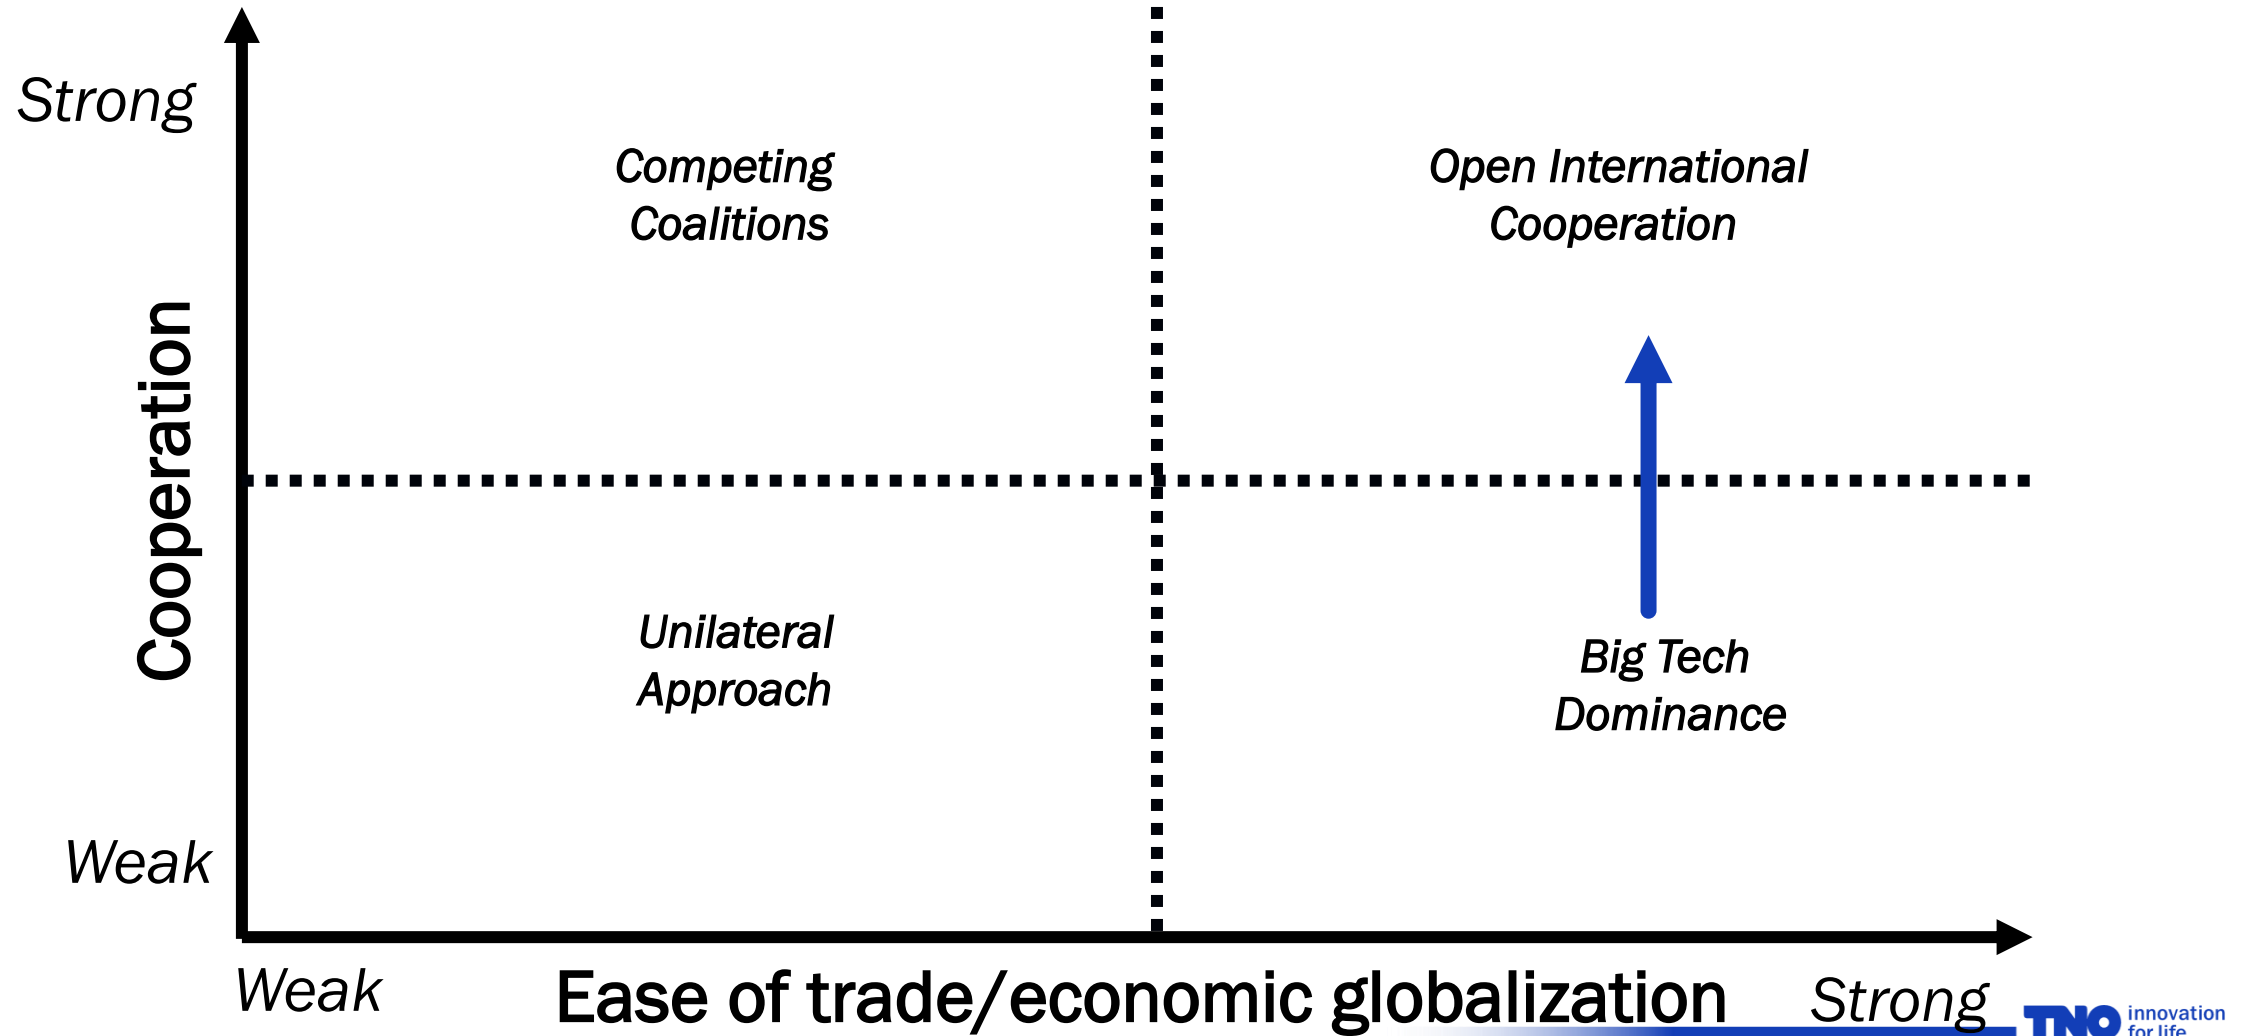 Strong
Competing
Coalitions
Open International
Cooperation
Cooperation
Unilateral
Approach
Big Tech
Dominance
Weak
Weak
Ease of trade/economic globalization
Strong
TNO innovation
for life